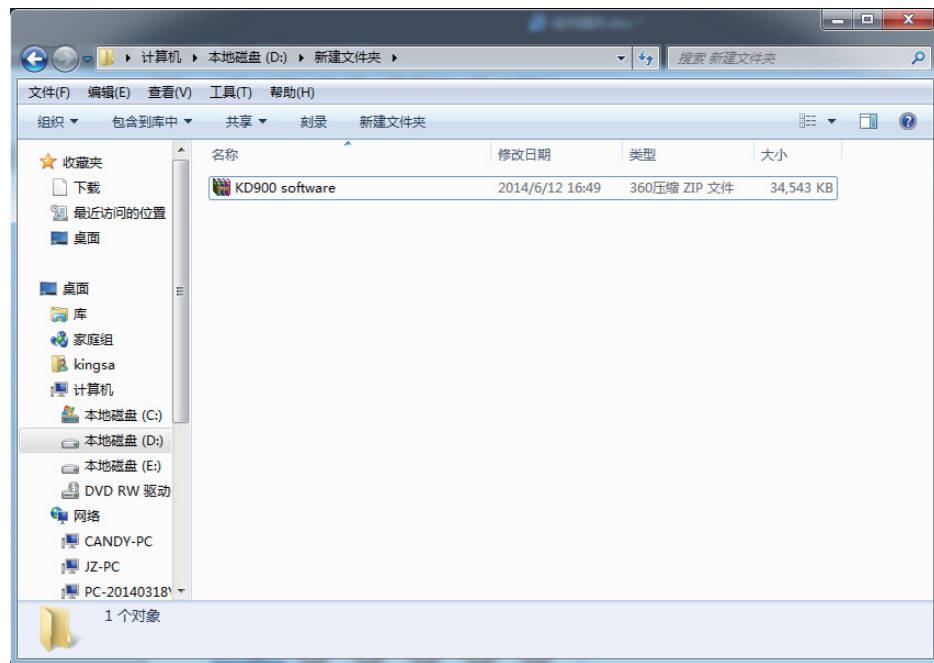 计算机 本地磁盘 (D:) 新建文件夹
搜索 新建文件夹
文件(F) 编辑(E) 查看(V) 工具(T) 帮助(H)
组织 包含到库中 共享 刻录 新建文件夹
名称 修改日期 类型 大小
KD900 software 2014/6/12 16:49 360压缩 ZIP 文件 34,543 KB
收藏夹
下载
最近访问的位置
桌面
桌面
库
家庭组
kingsa
计算机
本地磁盘 (C:)
本地磁盘 (D:)
本地磁盘 (E:)
DVD RW 驱动
网络
CANDY-PC
JZ-PC
PC-20140318
1 个对象